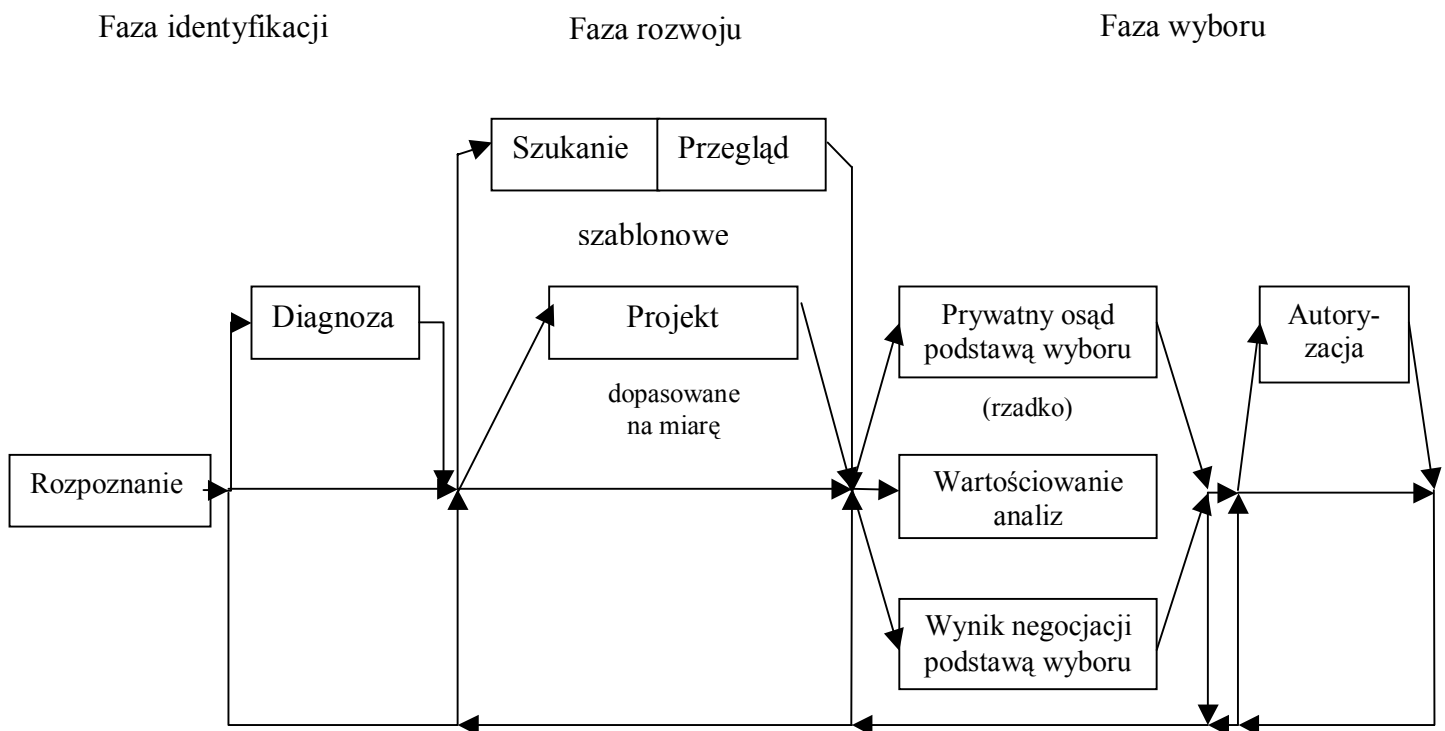 Faza identyfikacji
Faza rozwoju
Faza wyboru
Szukanie
Przegląd
szablonowe
Diagnoza
Projekt
dopasowane
na miarę
Prywatny osąd
podstawą wyboru
(rzadko)
Autory-
zacja
Rozpoznanie
Wartościowanie
analiz
Wynik negocjacji
podstawą wyboru